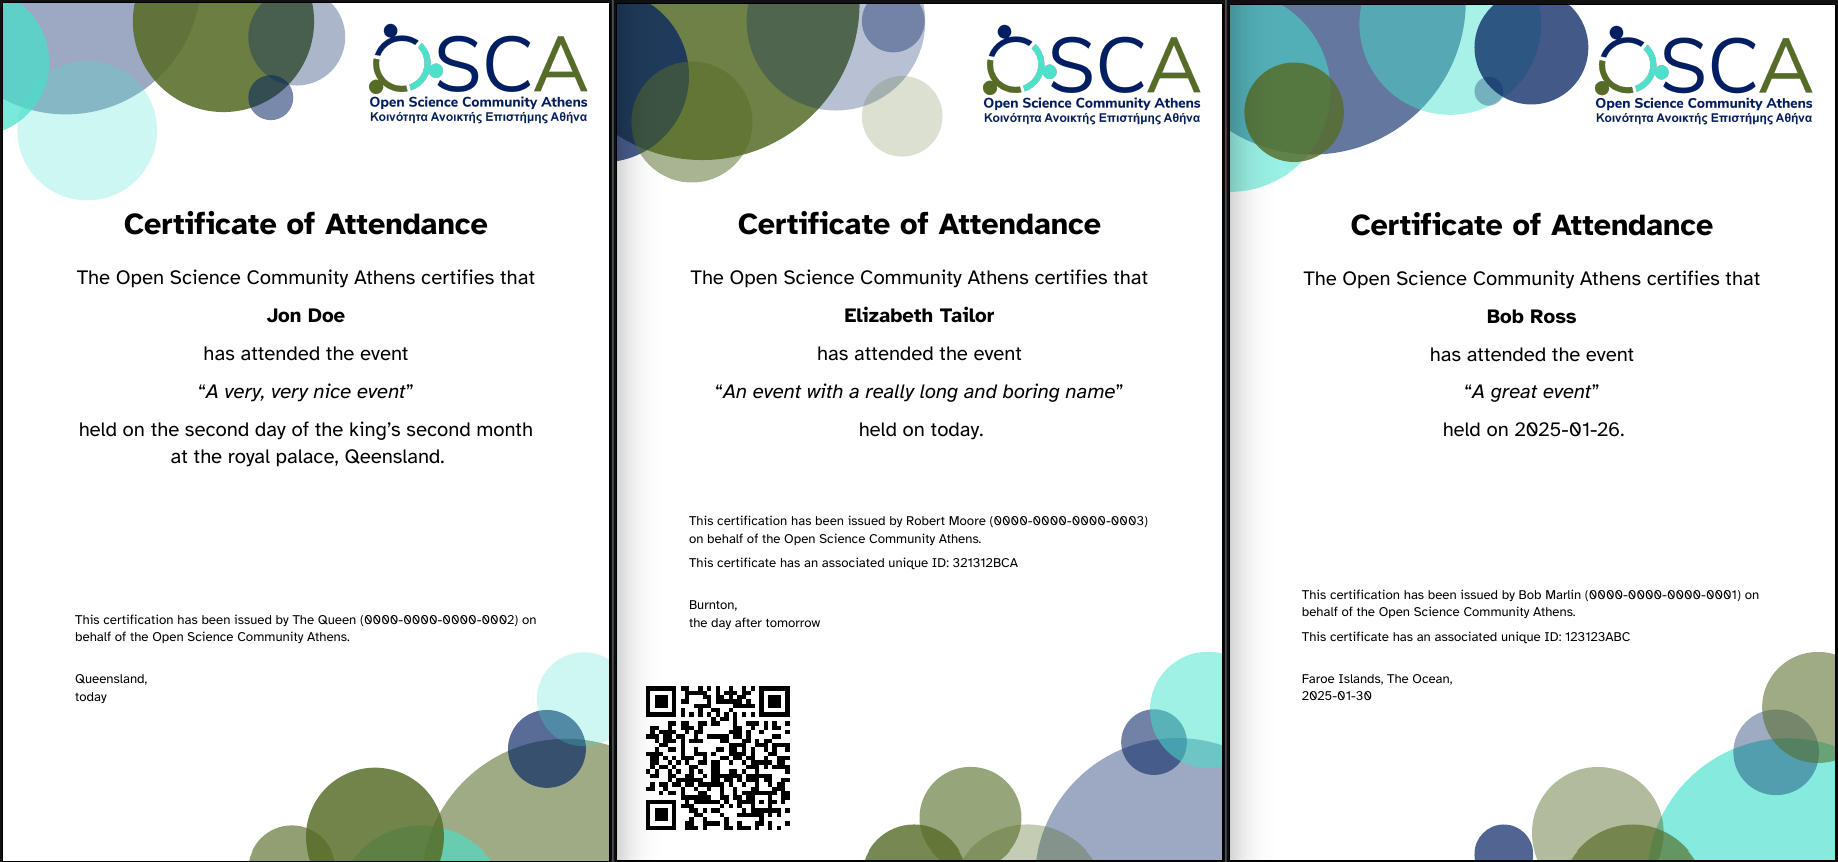 OSCA
Open Science Community Athens
Κοινότητα Ανοικτής Επιστήμης Αθήνα
Certificate of Attendance
The Open Science Community Athens certifies that
Jon Doe
has attended the event
“A very, very nice event”
held on the second day of the king’s second month
at the royal palace, Qeensland.
This certification has been issued by The Queen (0000-0000-0000-0002) on
behalf of the Open Science Community Athens.
Queensland,
today
OSCA
Open Science Community Athens
Κοινότητα Ανοικτής Επιστήμης Αθήνα
Certificate of Attendance
The Open Science Community Athens certifies that
Elizabeth Tailor
has attended the event
“An event with a really long and boring name”
held on today.
This certification has been issued by Robert Moore (0000-0000-0000-0003)
on behalf of the Open Science Community Athens.
This certificate has an associated unique ID: 321312BCA
Burnton,
the day after tomorrow
OSCA
Open Science Community Athens
Κοινότητα Ανοικτής Επιστήμης Αθήνα
Certificate of Attendance
The Open Science Community Athens certifies that
Bob Ross
has attended the event
“A great event”
held on 2025-01-26.
This certification has been issued by Bob Marlin (0000-0000-0000-0001) on
behalf of the Open Science Community Athens.
This certificate has an associated unique ID: 123123ABC
Faroe Islands, The Ocean,
2025-01-30